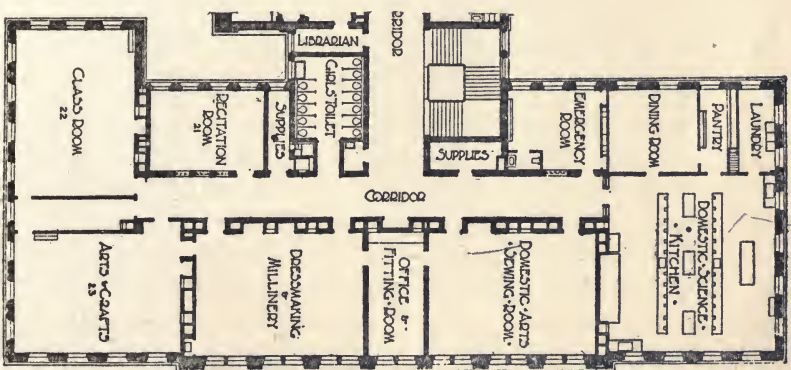 LIBRARIAN
CORRIDOR
GIRLS TOILET
CLASS ROOM
22
RECITATION
ROOM
21
SUPPLIES
SUPPLIES
EMERGENCY
ROOM
DINING ROOM
PANTRY
LAUNDRY
CORRIDOR
ARTS & CRAFTS
23
DRESSMAKING
&
MILLINERY
OFFICE &
FITTING·ROOM
DOMESTIC·ARTS
·SEWING·ROOM·
DOMESTIC·SCIENCE·
·KITCHEN·